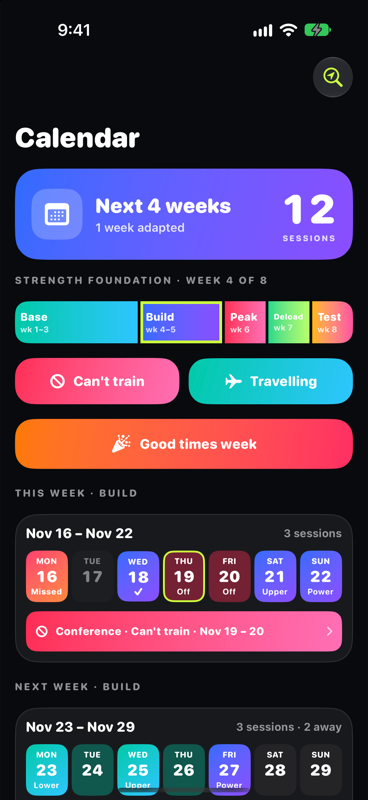 9:41
Calendar
Next 4 weeks
1 week adapted
12
SESSIONS
STRENGTH FOUNDATION · WEEK 4 OF 8
Base
wk 1–3
Build
wk 4–5
Peak
wk 6
Deload
wk 7
Test
wk 8
Can't train
Travelling
Good times week
THIS WEEK · BUILD
Nov 16 – Nov 22
3 sessions
MON
16
Missed
TUE
17
WED
18
THU
19
Off
FRI
20
Off
SAT
21
Upper
SUN
22
Power
Conference · Can't train · Nov 19 – 20
NEXT WEEK · BUILD
Nov 23 – Nov 29
3 sessions · 2 away
MON
23
Lower
TUE
24
WED
25
Upper
THU
26
FRI
27
Power
SAT
28
SUN
29